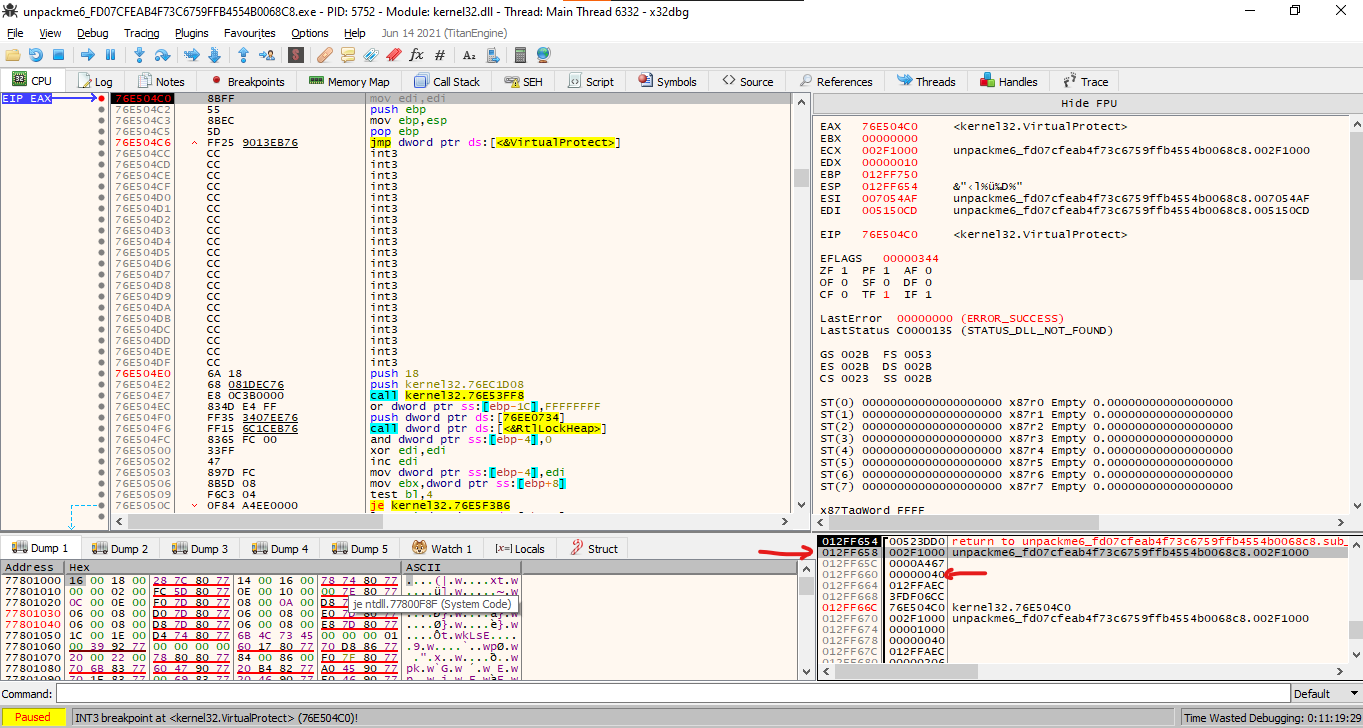 unpackme6_FD07CFEAB4F73C6759FFB4554B0068C8.exe - PID: 5752 - Module: kernel32.dll - Thread: Main Thread 6332 - x32dbg
File View Debug Tracing Plugins Favourites Options Help Jun 14 2021 (TitanEngine)
CPU Log Notes Breakpoints Memory Map Call Stack SEH Script Symbols Source References Threads Handles Trace
EIP EAX
76E504C0 8BFF mov edi,edi
76E504C2 55 push ebp
76E504C3 8BEC mov ebp,esp
76E504C5 5D pop ebp
76E504C6 FF25 9013EB76 jmp dword ptr ds:[<&VirtualProtect>]
76E504CC CC int3
76E504CD CC int3
76E504CE CC int3
76E504CF CC int3
76E504D0 CC int3
76E504D1 CC int3
76E504D2 CC int3
76E504D3 CC int3
76E504D4 CC int3
76E504D5 CC int3
76E504D6 CC int3
76E504D7 CC int3
76E504D8 CC int3
76E504D9 CC int3
76E504DA CC int3
76E504DB CC int3
76E504DC CC int3
76E504DD CC int3
76E504DE CC int3
76E504DF CC int3
76E504E0 6A 18 push 18
76E504E2 68 081DEC76 push kernel32.76EC1D08
76E504E7 E8 0C3B0000 call kernel32.76E53FF8
76E504EC 834D E4 FF or dword ptr ss:[ebp-1C],FFFFFFFF
76E504F0 FF35 3407EE76 push dword ptr ds:[76EE0734]
76E504F6 FF15 6C1CEB76 call dword ptr ds:[<&RtlLockHeap>]
76E504FC 8365 FC 00 and dword ptr ss:[ebp-4],0
76E50500 33FF xor edi,edi
76E50502 47 inc edi
76E50503 897D FC mov dword ptr ss:[ebp-4],edi
76E50506 8B5D 08 mov ebx,dword ptr ss:[ebp+8]
76E50509 F6C3 04 test bl,4
76E5050C 0F84 A4EE0000 je kernel32.76E5F3B6
Hide FPU
EAX 76E504C0 <kernel32.VirtualProtect>
EBX 00000000
ECX 002F1000 unpackme6_fd07cfeab4f73c6759ffb4554b0068c8.002F1000
EDX 00000010
EBP 012FF750
ESP 012FF654 &"‹l%ü‰D%"
ESI 007054AF unpackme6_fd07cfeab4f73c6759ffb4554b0068c8.007054AF
EDI 005150CD unpackme6_fd07cfeab4f73c6759ffb4554b0068c8.005150CD
EIP 76E504C0 <kernel32.VirtualProtect>
EFLAGS 00000344
ZF 1 PF 1 AF 0
OF 0 SF 0 DF 0
CF 0 TF 1 IF 1
LastError 00000000 (ERROR_SUCCESS)
LastStatus C0000135 (STATUS_DLL_NOT_FOUND)
GS 002B FS 0053
ES 002B DS 002B
CS 0023 SS 002B
ST(0) 00000000000000000000 x87r0 Empty 0.000000000000000000
ST(1) 00000000000000000000 x87r1 Empty 0.000000000000000000
ST(2) 00000000000000000000 x87r2 Empty 0.000000000000000000
ST(3) 00000000000000000000 x87r3 Empty 0.000000000000000000
ST(4) 00000000000000000000 x87r4 Empty 0.000000000000000000
ST(5) 00000000000000000000 x87r5 Empty 0.000000000000000000
ST(6) 00000000000000000000 x87r6 Empty 0.000000000000000000
ST(7) 00000000000000000000 x87r7 Empty 0.000000000000000000
x87TagWord FFFF
Dump 1 Dump 2 Dump 3 Dump 4 Dump 5 Watch 1 Locals Struct
Address Hex ASCII
77801000 16 00 18 00 28 7C 80 77 14 00 16 00 78 74 80 77 ....(|.w....xt.w
77801010 00 00 02 00 FC 5D 80 77 0E 00 10 00 00 7E 80 77
77801020 0C 00 0E 00 F0 7D 80 77 08 00 0A 00
77801030 06 00 08 00 D0 7D 80 77 06 00 08 00
77801040 06 00 08 00 D8 7D 80 77 06 00 08 00 E8 7D 80 77
77801050 1C 00 1E 00 D4 74 80 77 6B 4C 73 45 00 00 00 01 ....Ôt.wkLsE....
77801060 00 39 92 77 00 00 00 00 60 17 80 77 70 D8 86 77
77801070 20 00 22 00 78 80 80 77 84 00 86 00 F0 7F 80 77
77801080 70 6B 83 77 60 47 90 77 20 B4 82 77 A0 45 90 77
je ntdll.77800F8F (System Code)
012FF654 00523DD0 return to unpackme6_fd07cfeab4f73c6759ffb4554b0068c8.sub_
012FF658 002F1000 unpackme6_fd07cfeab4f73c6759ffb4554b0068c8.002F1000
012FF65C 0000A467
012FF660 00000040
012FF664 012FFAEC
012FF668 3FDF06CC
012FF66C 76E504C0 kernel32.76E504C0
012FF670 002F1000 unpackme6_fd07cfeab4f73c6759ffb4554b0068c8.002F1000
012FF674 00001000
012FF678 00000040
012FF67C 012FFAEC
012FF680 00000206
Command: Default
Paused INT3 breakpoint at <kernel32.VirtualProtect> (76E504C0)! Time Wasted Debugging: 0:11:19:29